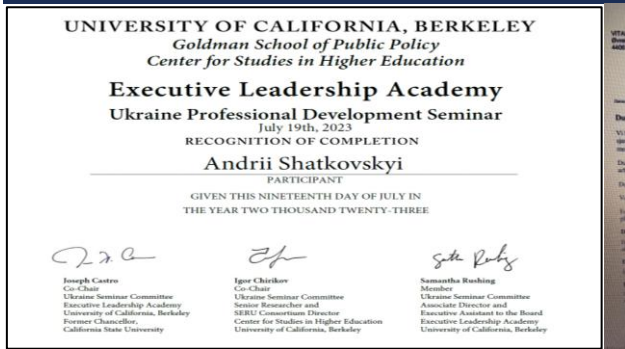 UNIVERSITY OF CALIFORNIA, BERKELEY
Goldman School of Public Policy
Center for Studies in Higher Education
Executive Leadership Academy
Ukraine Professional Development Seminar
July 19th, 2023
RECOGNITION OF COMPLETION
Andrii Shatkovskyi
PARTICIPANT
GIVEN THIS NINETEENTH DAY OF JULY IN
THE YEAR TWO THOUSAND TWENTY-THREE
Joseph Castro
Co-Chair
Ukraine Seminar Committee
Executive Leadership Academy
University of California, Berkeley
Former Chancellor,
California State University
Igor Chirikov
Co-Chair
Ukraine Seminar Committee
Senior Researcher and
SERU Consortium Director
Center for Studies in Higher Education
University of California, Berkeley
Samantha Rushing
Member
Ukraine Seminar Committee
Associate Director and
Executive Assistant to the Board
Executive Leadership Academy
University of California, Berkeley